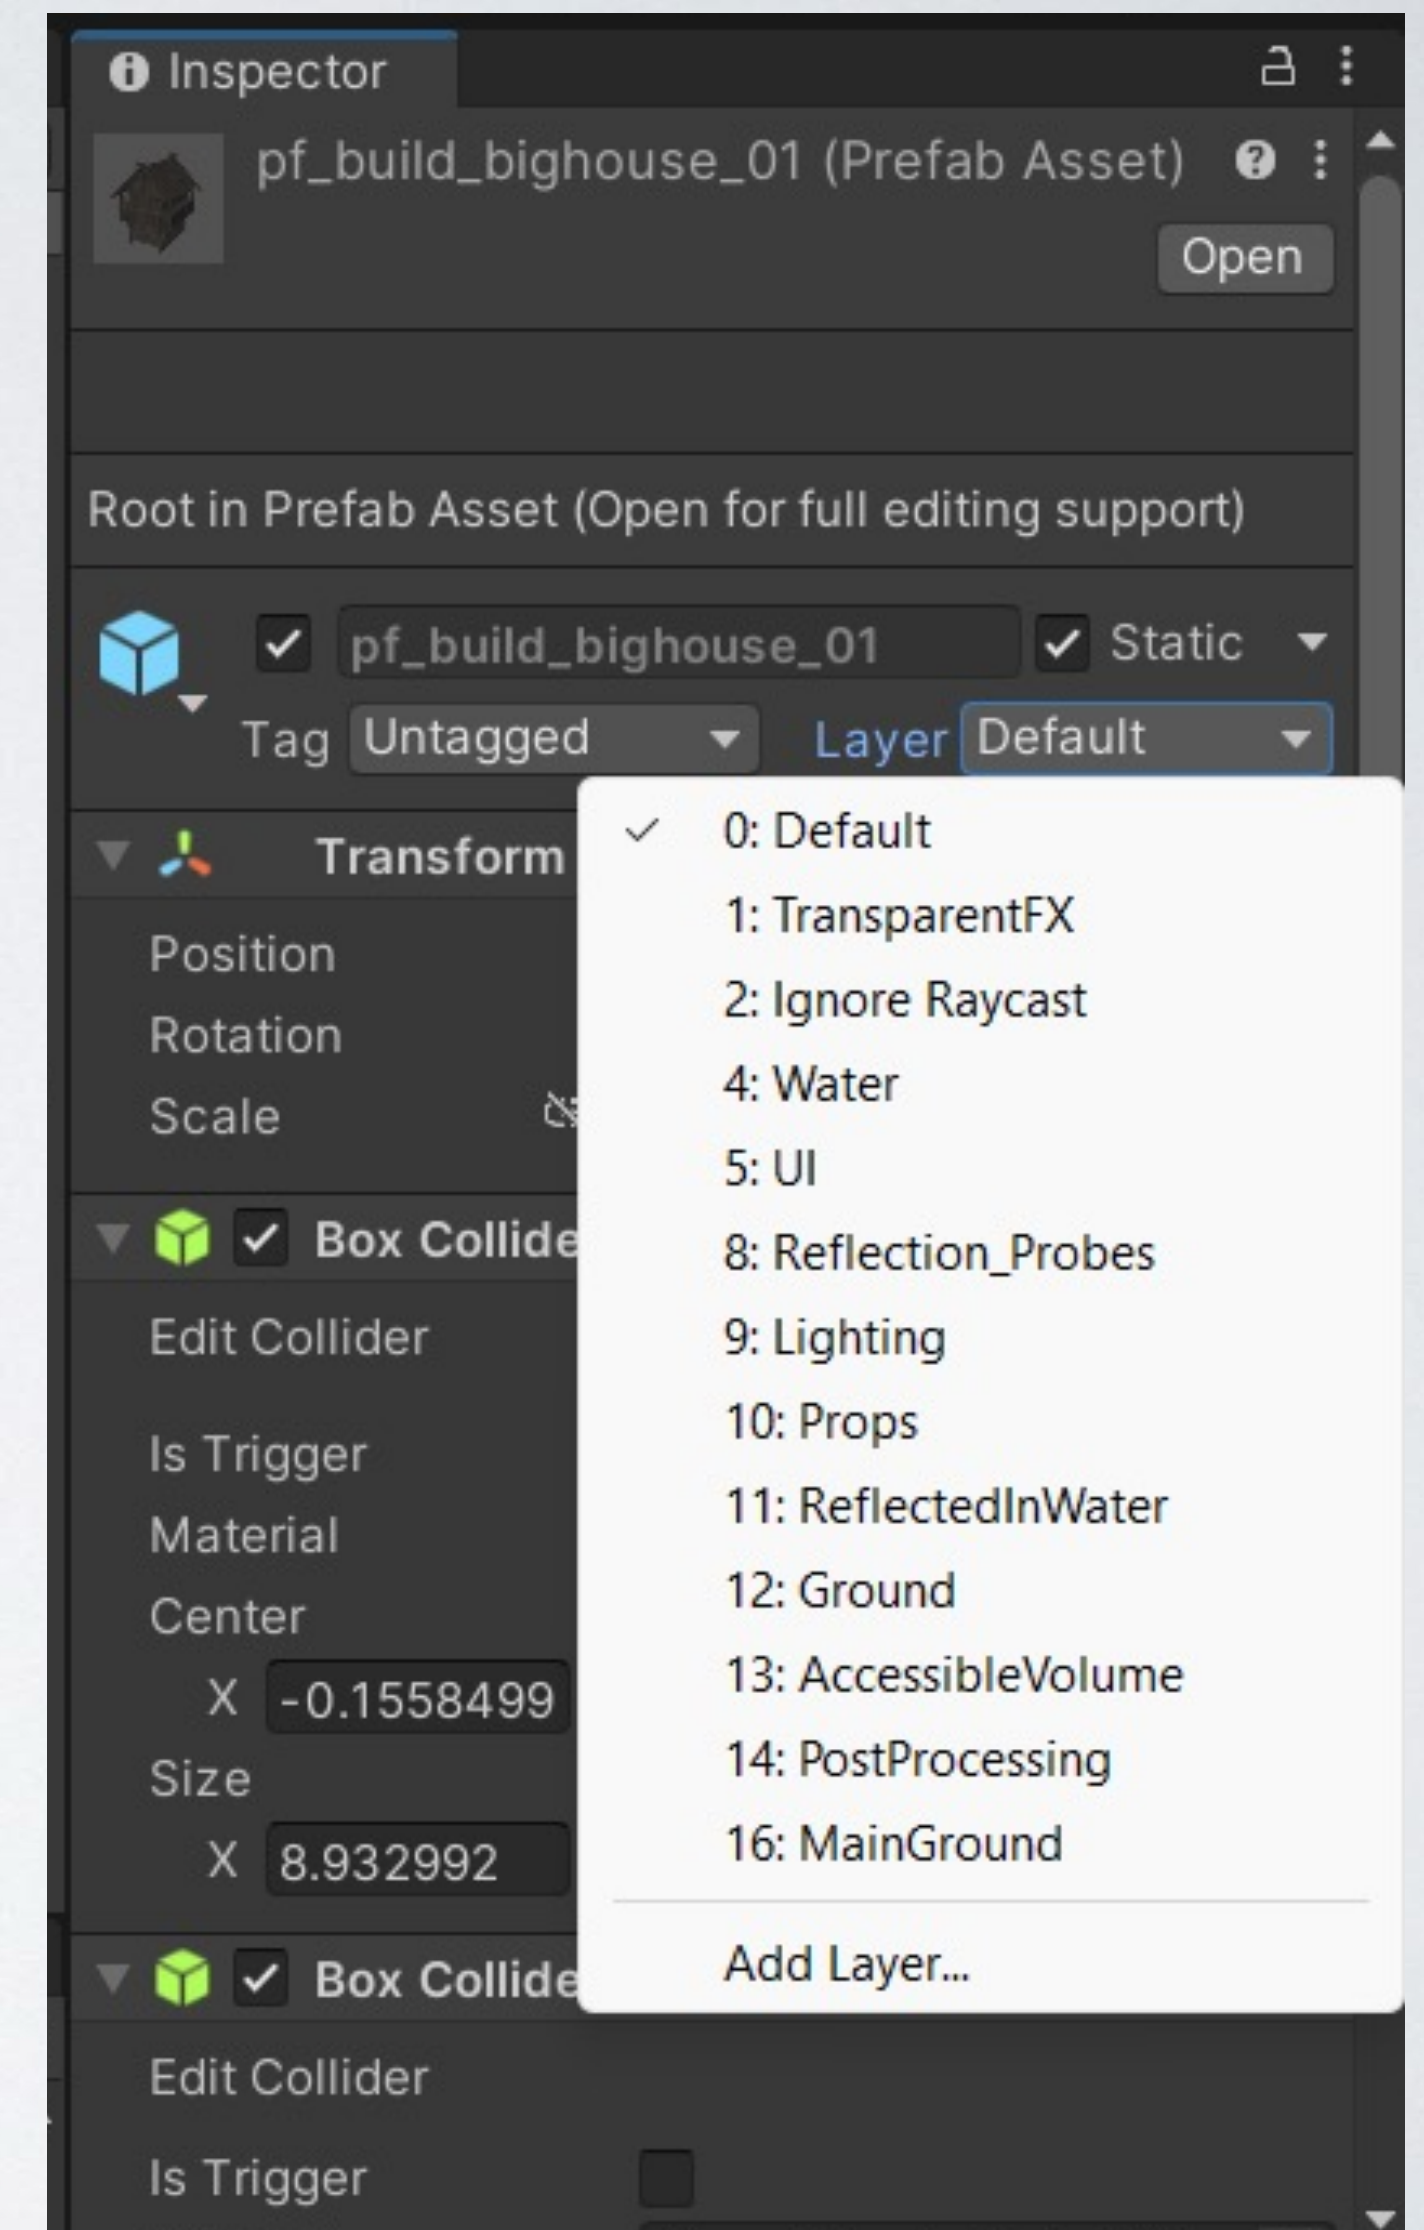 Inspector
pf_build_bighouse_01 (Prefab Asset)
Open
Root in Prefab Asset (Open for full editing support)
pf_build_bighouse_01 Static
Tag Untagged Layer Default
0: Default
1: TransparentFX
2: Ignore Raycast
4: Water
5: UI
8: Reflection_Probes
9: Lighting
10: Props
11: ReflectedInWater
12: Ground
13: AccessibleVolume
14: PostProcessing
16: MainGround
Add Layer...
Transform
Position
Rotation
Scale
Box Collide
Edit Collider
Is Trigger
Material
Center
X -0.1558499
Size
X 8.932992
Box Collide
Edit Collider
Is Trigger